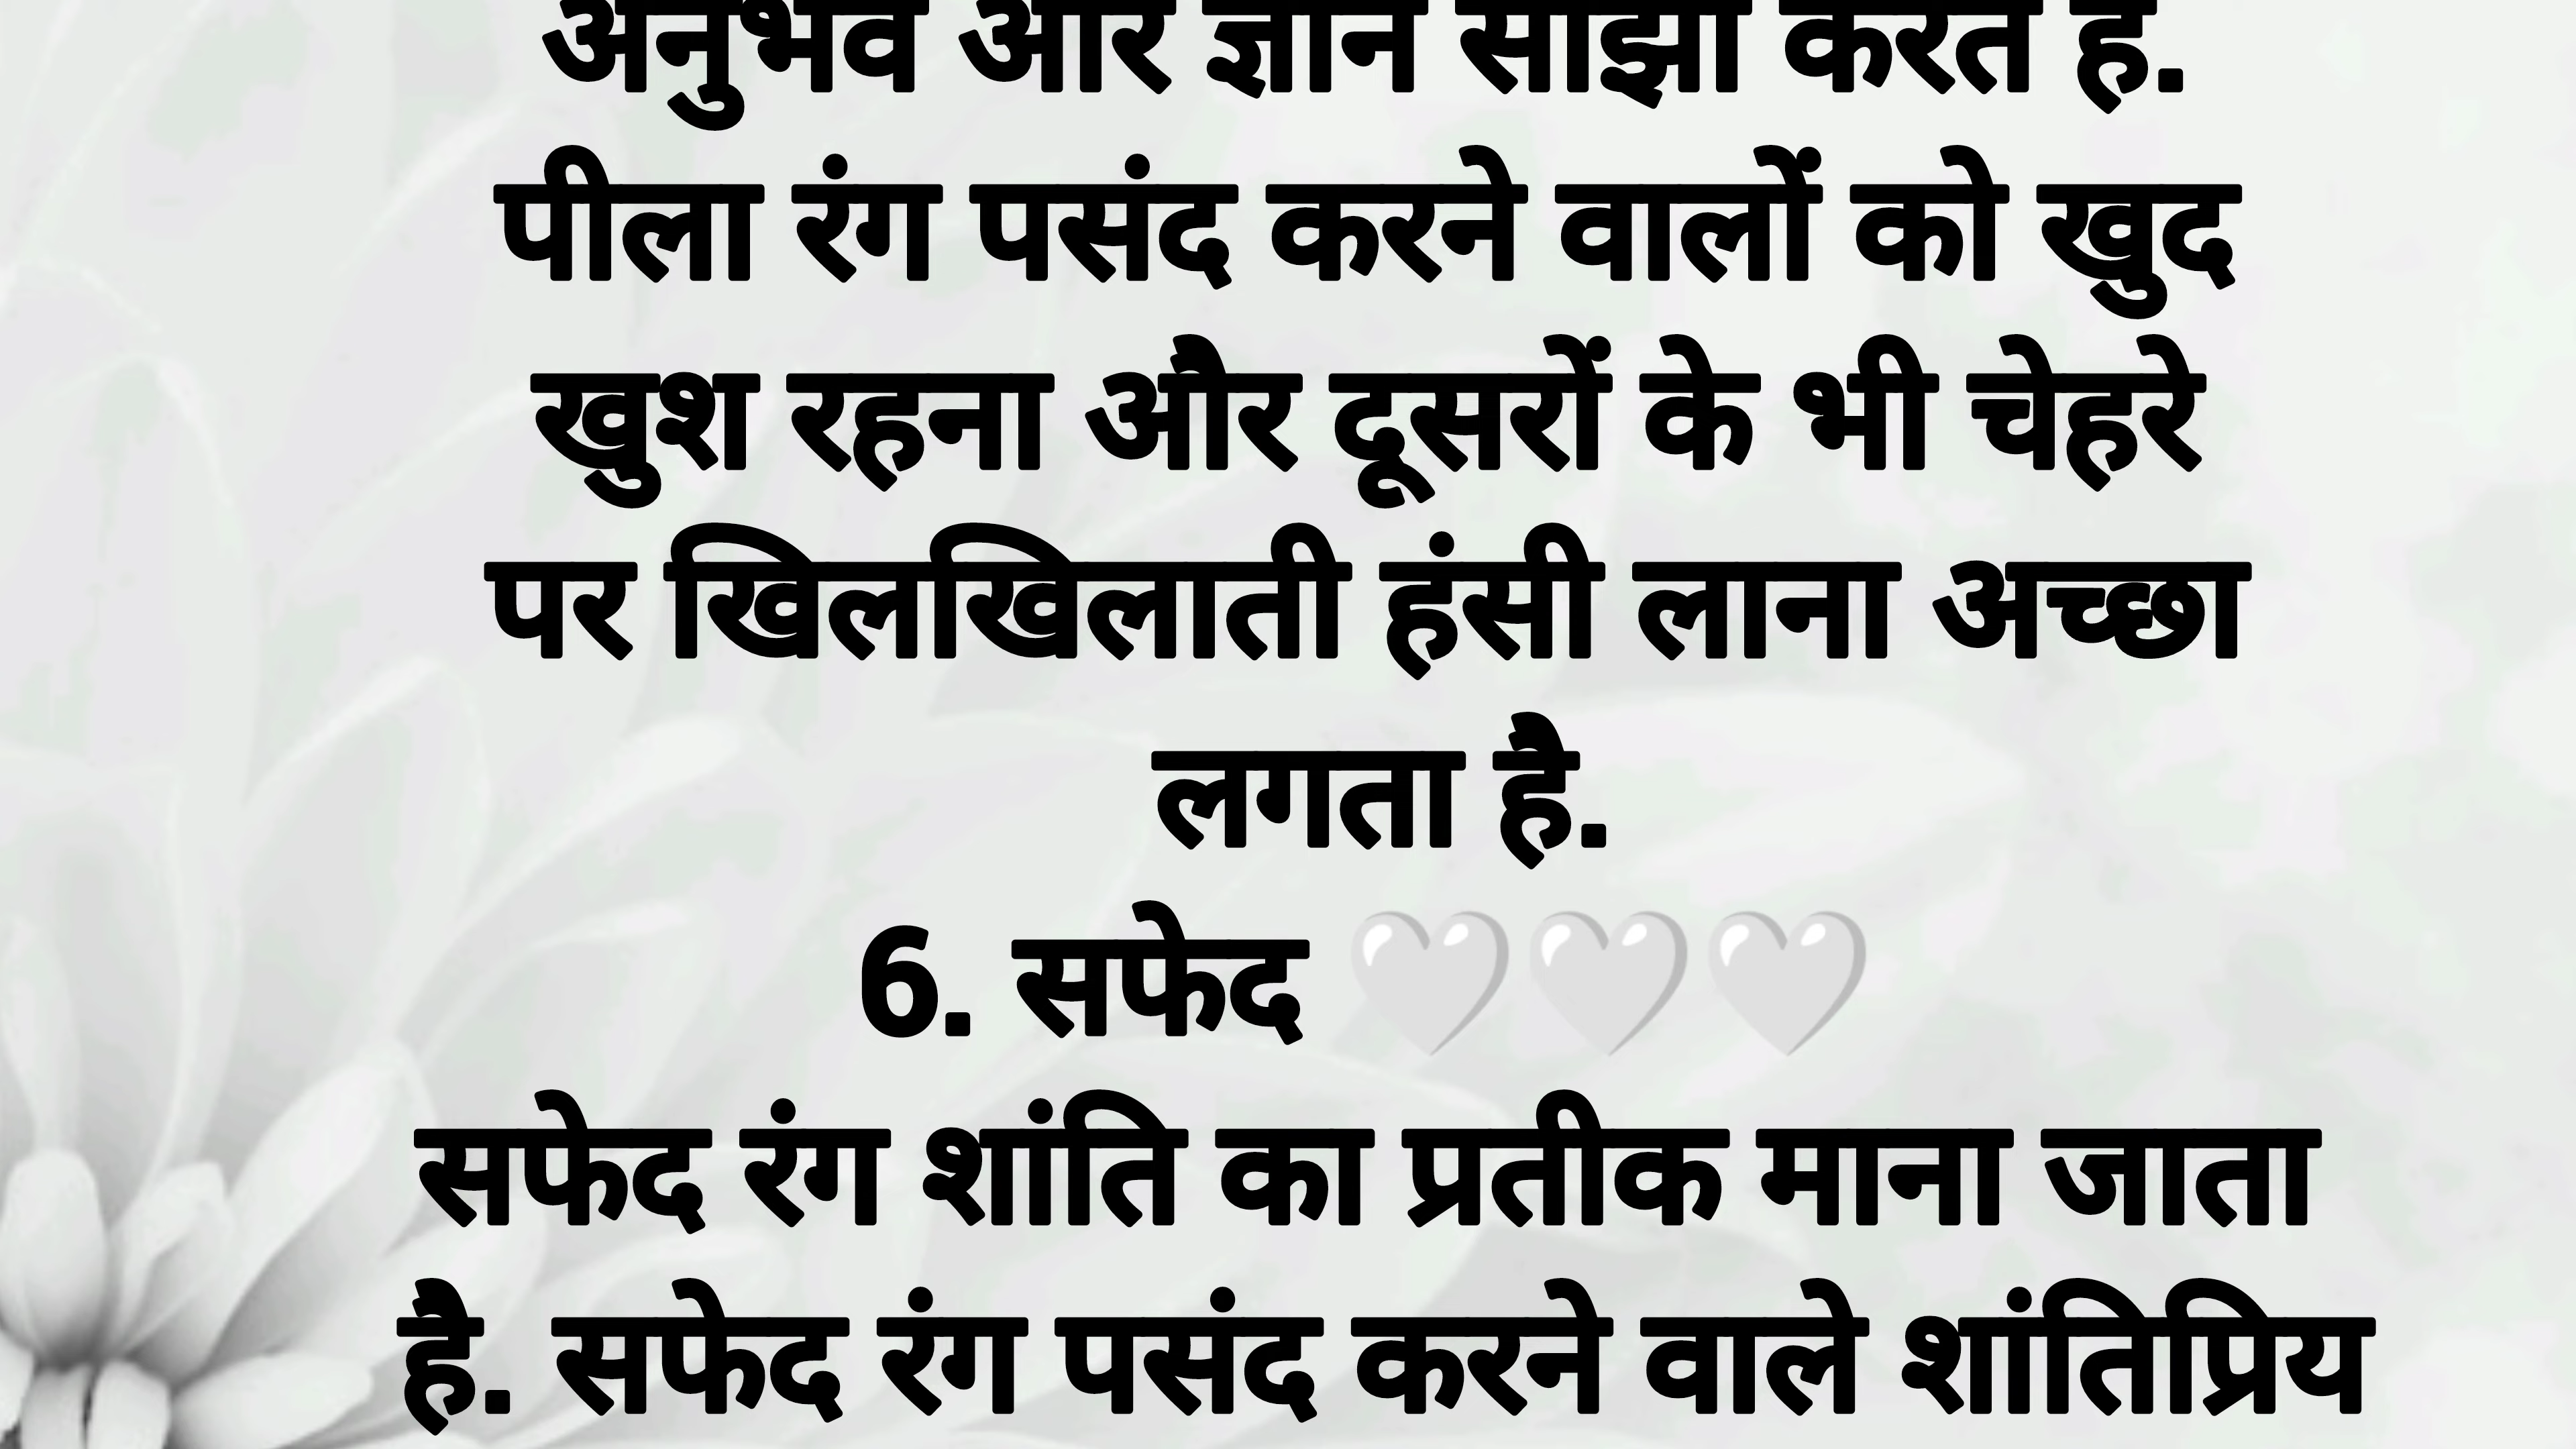 अनुभव और ज्ञान साझा करते हैं.
पीला रंग पसंद करने वालों को खुद
खुश रहना और दूसरों के भी चेहरे
पर खिलखिलाती हंसी लाना अच्छा
लगता है.
6. सफेद 🤍🤍🤍
सफेद रंग शांति का प्रतीक माना जाता
है. सफेद रंग पसंद करने वाले शांतिप्रिय